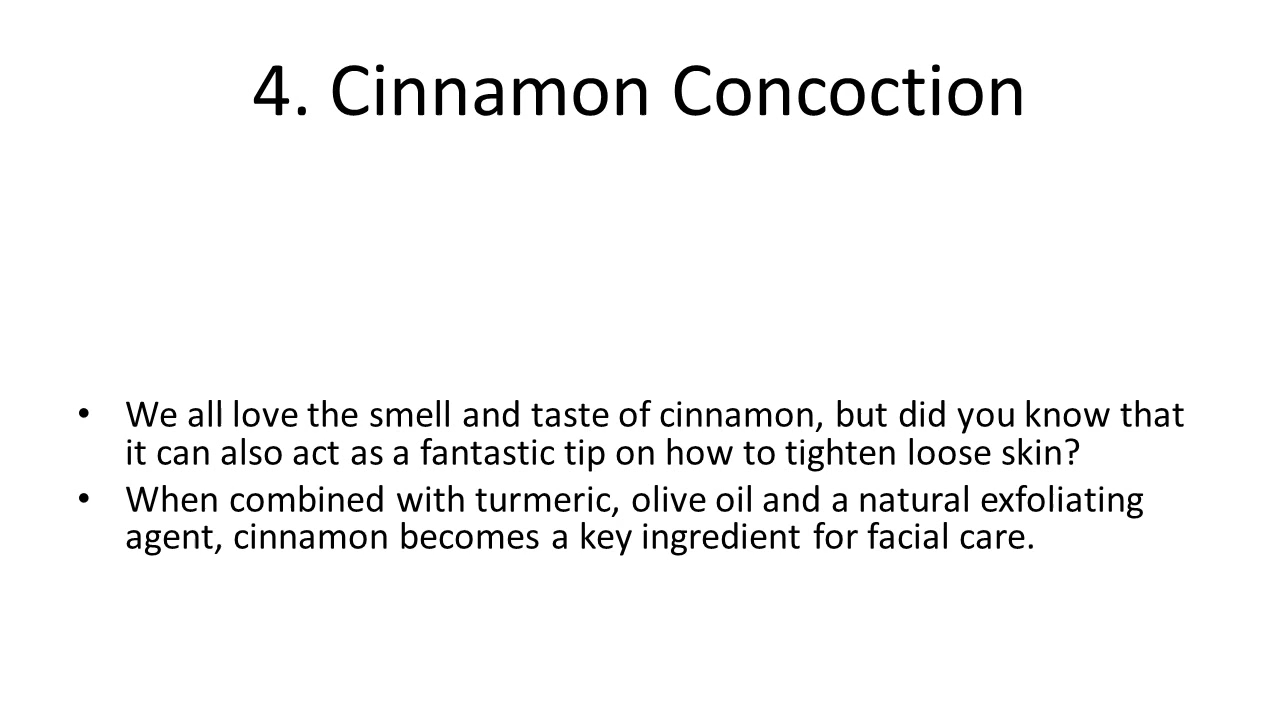 4. Cinnamon Concoction
• We all love the smell and taste of cinnamon, but did you know that
it can also act as a fantastic tip on how to tighten loose skin?
• When combined with turmeric, olive oil and a natural exfoliating
agent, cinnamon becomes a key ingredient for facial care.